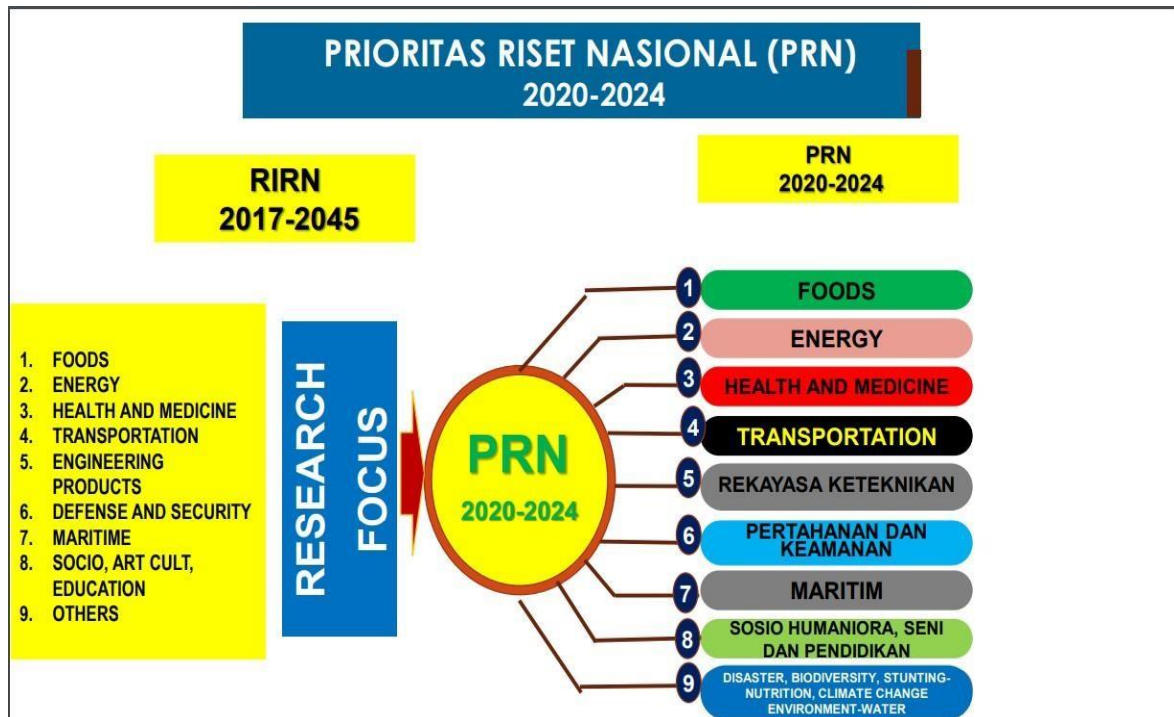 PRIORITAS RISET NASIONAL (PRN)
2020-2024
RIRN
2017-2045
PRN
2020-2024
1. FOODS
2. ENERGY
3. HEALTH AND MEDICINE
4. TRANSPORTATION
5. ENGINEERING
PRODUCTS
6. DEFENSE AND SECURITY
7. MARITIME
8. SOCIO, ART CULT,
EDUCATION
9. OTHERS
RESEARCH
FOCUS
PRN
2020-2024
1 FOODS
2 ENERGY
3 HEALTH AND MEDICINE
4 TRANSPORTATION
5 REKAYASA KETEKNIKAN
6 PERTAHANAN DAN
KEAMANAN
7 MARITIM
8 SOSIO HUMANIORA, SENI
DAN PENDIDIKAN
9 DISASTER, BIODIVERSITY, STUNTING-
NUTRITION, CLIMATE CHANGE
ENVIRONMENT-WATER